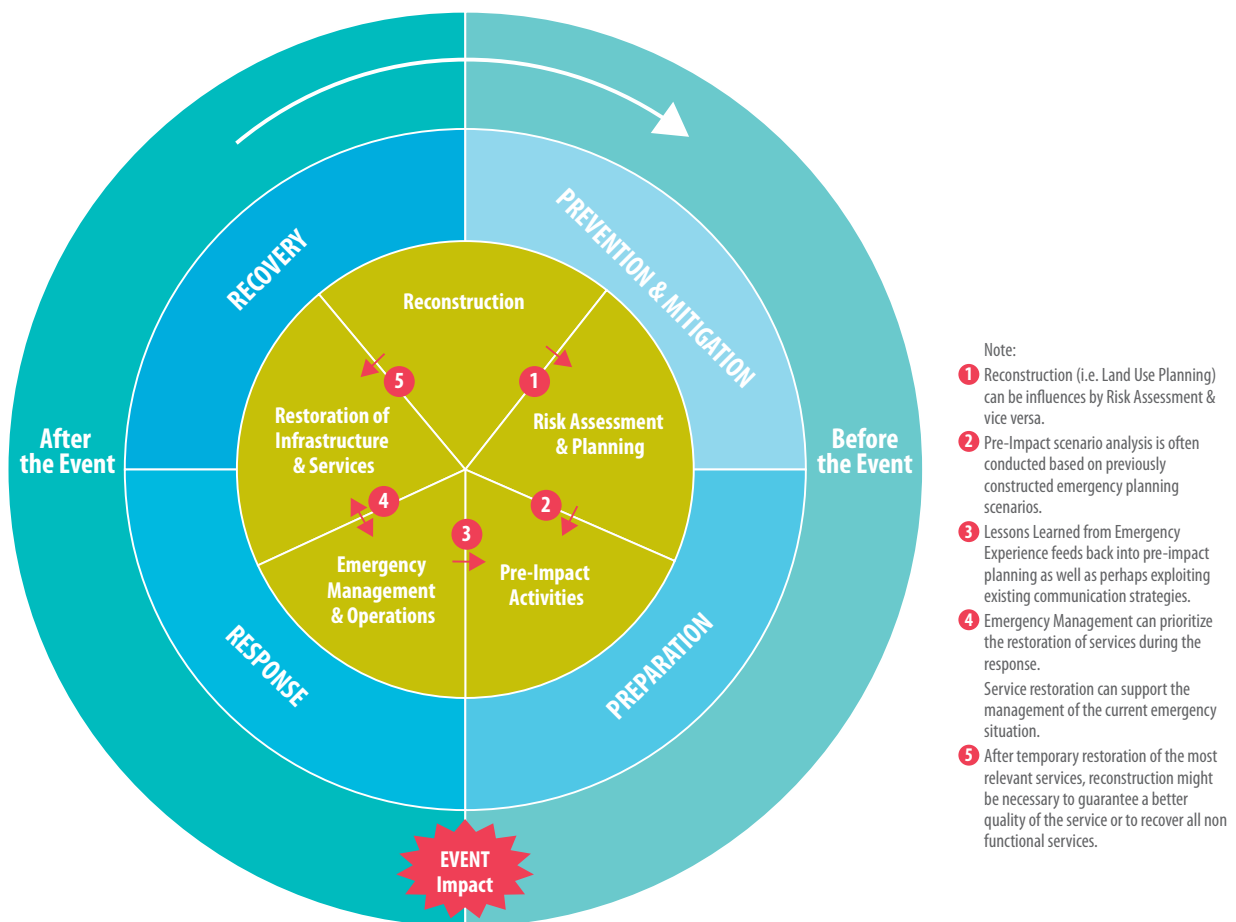 RECOVERY
PREVENTION & MITIGATION
Reconstruction
5
1
Restoration of
Infrastructure
& Services
Risk Assessment
& Planning
After
the Event
Before
the Event
4
3
2
Emergency
Management
& Operations
Pre-Impact
Activities
RESPONSE
PREPARATION
EVENT
Impact
Note:
1 Reconstruction (i.e. Land Use Planning)
can be influences by Risk Assessment &
vice versa.
2 Pre-Impact scenario analysis is often
conducted based on previously
constructed emergency planning
scenarios.
3 Lessons Learned from Emergency
Experience feeds back into pre-impact
planning as well as perhaps exploiting
existing communication strategies.
4 Emergency Management can prioritize
the restoration of services during the
response.
Service restoration can support the
management of the current emergency
situation.
5 After temporary restoration of the most
relevant services, reconstruction might
be necessary to guarantee a better
quality of the service or to recover all non
functional services.